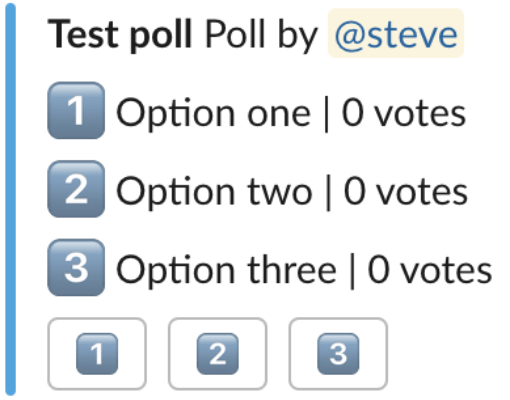 Test poll Poll by @steve
1 Option one | 0 votes
2 Option two | 0 votes
3 Option three | 0 votes
1 2 3